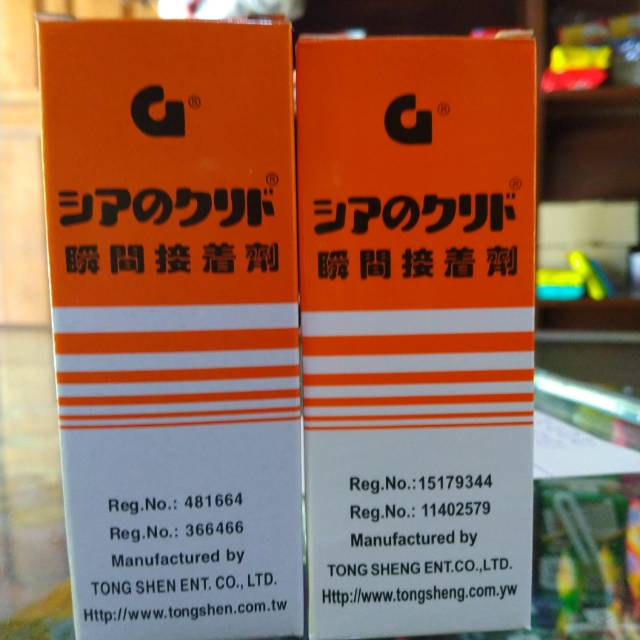 G®
シアのクリド®
瞬間接着劑
Reg.No.: 481664
Reg.No.: 366466
Manufactured by
TONG SHEN ENT. CO., LTD.
Http://www.tongshen.com.tw
G®
シアのクリド®
瞬間接着劑
Reg.No.:15179344
Reg.No.: 11402579
Manufactured by
TONG SHENG ENT.CO.,LTD.
Http://www.tongsheng.com.yw